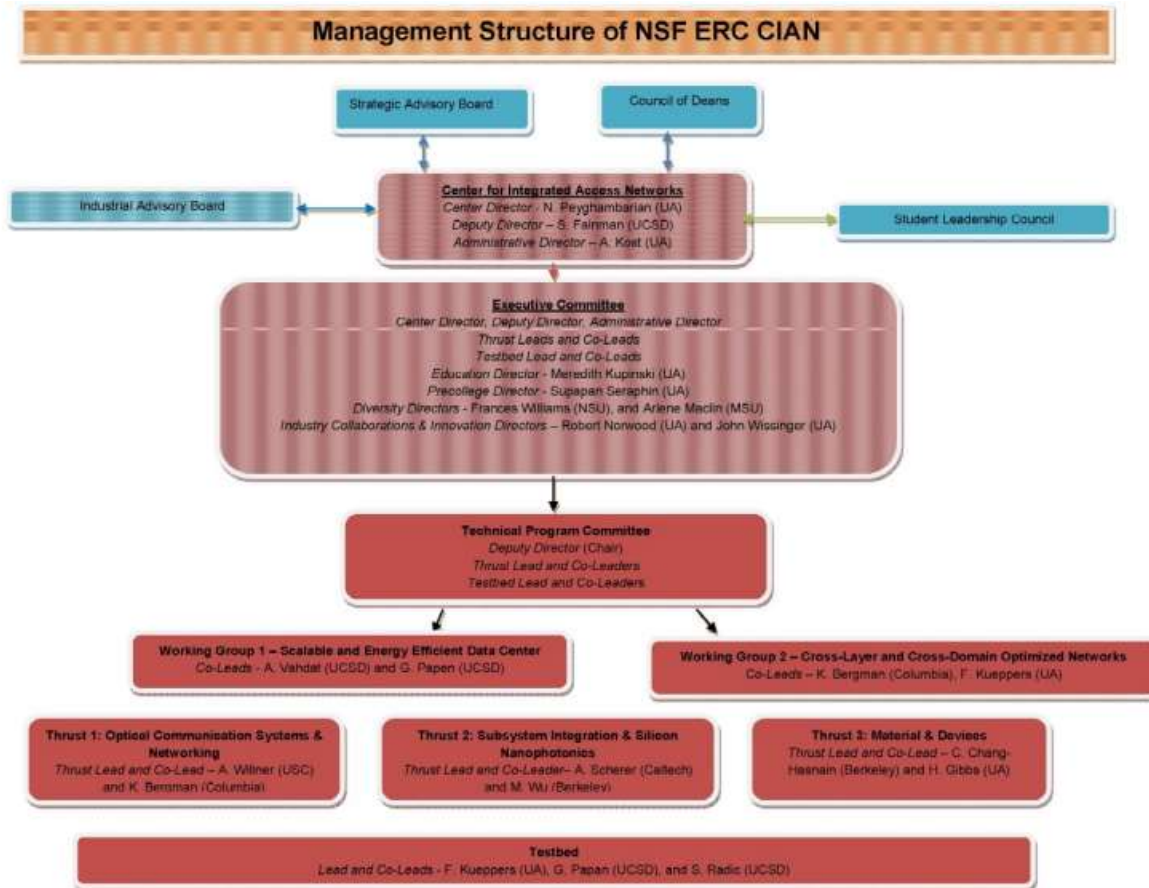 Management Structure of NSF ERC CIAN
Strategic Advisory Board
Council of Deans
Industrial Advisory Board
Center for Integrated Access Networks
Center Director - N. Peyghambarian (UA)
Deputy Director – S. Fainman (UCSD)
Administrative Director – A. Kost (UA)
Student Leadership Council
Executive Committee
Center Director, Deputy Director, Administrative Director
Thrust Leads and Co-Leads
Testbed Lead and Co-Leads
Education Director - Meredith Kupinski (UA)
Precollege Director - Supapan Seraphin (UA)
Diversity Directors - Frances Williams (NSU), and Arlene Maclin (MSU)
Industry Collaborations & Innovation Directors – Robert Norwood (UA) and John Wissinger (UA)
Technical Program Committee
Deputy Director (Chair)
Thrust Lead and Co-Leaders
Testbed Lead and Co-Leaders
Working Group 1 – Scalable and Energy Efficient Data Center
Co-Leads - A. Vahdat (UCSD) and G. Papen (UCSD)
Working Group 2 – Cross-Layer and Cross-Domain Optimized Networks
Co-Leads – K. Bergman (Columbia), F. Kueppers (UA)
Thrust 1: Optical Communication Systems &
Networking
Thrust Lead and Co-Lead – A. Willner (USC)
and K. Bergman (Columbia)
Thrust 2: Subsystem Integration & Silicon
Nanophotonics
Thrust Lead and Co-Leader– A. Scherer (Caltech)
and M. Wu (Berkeley)
Thrust 3: Material & Devices
Thrust Lead and Co-Lead – C. Chang-
Hasnain (Berkeley) and H. Gibbs (UA)
Testbed
Lead and Co-Leads - F. Kueppers (UA), G. Papan (UCSD), and S. Radic (UCSD)